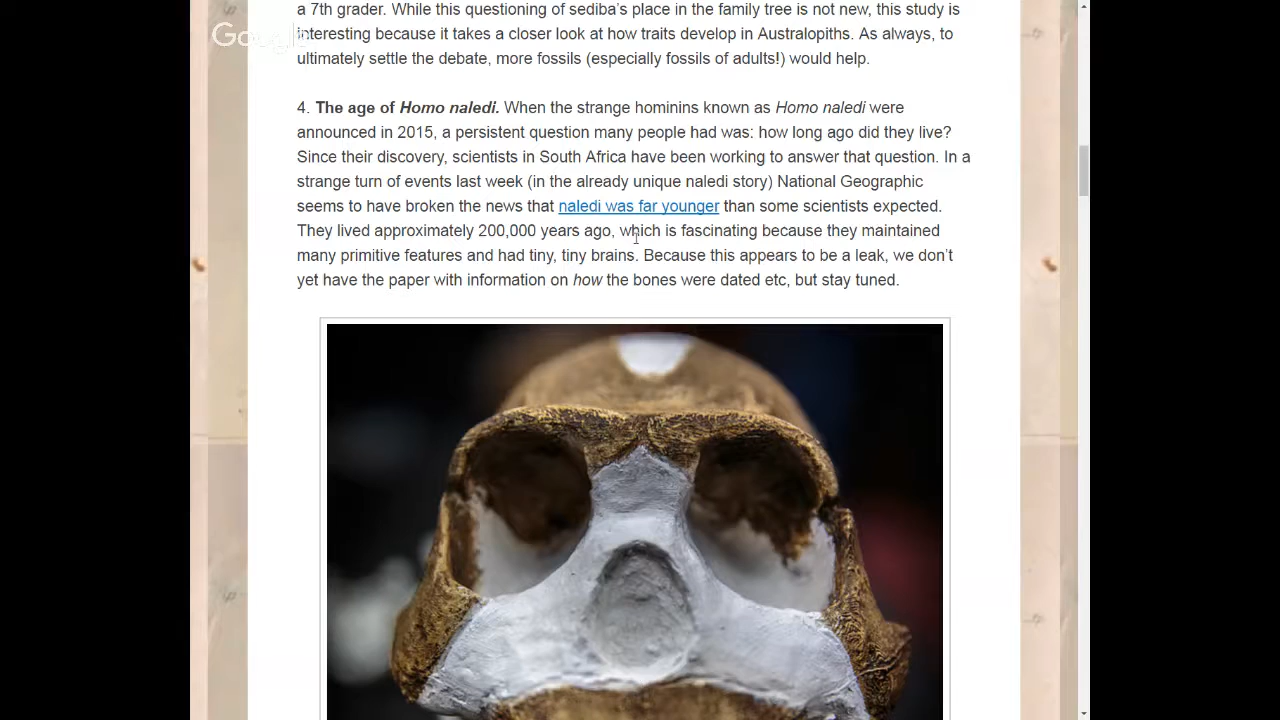 a 7th grader. While this questioning of sediba’s place in the family tree is not new, this study is
Google
interesting because it takes a closer look at how traits develop in Australopiths. As always, to
ultimately settle the debate, more fossils (especially fossils of adults!) would help.
4. The age of Homo naledi. When the strange hominins known as Homo naledi were
announced in 2015, a persistent question many people had was: how long ago did they live?
Since their discovery, scientists in South Africa have been working to answer that question. In a
strange turn of events last week (in the already unique naledi story) National Geographic
seems to have broken the news that naledi was far younger than some scientists expected.
They lived approximately 200,000 years ago, which is fascinating because they maintained
many primitive features and had tiny, tiny brains. Because this appears to be a leak, we don’t
yet have the paper with information on how the bones were dated etc, but stay tuned.